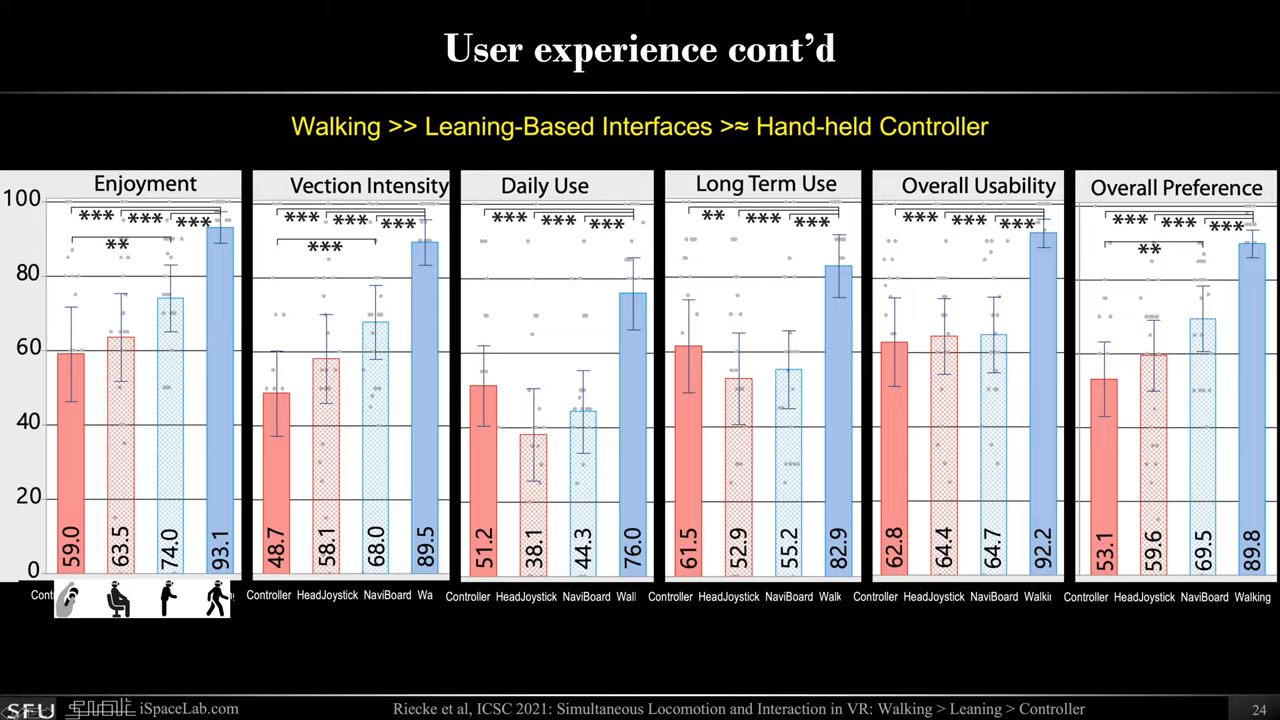 User experience cont’d
Walking >> Leaning-Based Interfaces >≈ Hand-held Controller
Enjoyment Vection Intensity Daily Use Long Term Use Overall Usability Overall Preference
100
*** *** *** *** *** *** *** *** *** ** *** *** *** *** *** *** *** ***
** *** **
80
60
40
20
0
59.0 63.5 74.0 93.1 48.7 58.1 68.0 89.5 51.2 38.1 44.3 76.0 61.5 52.9 55.2 82.9 62.8 64.4 64.7 92.2 53.1 59.6 69.5 89.8
Cont Controller HeadJoystick NaviBoard Wa Controller HeadJoystick NaviBoard Wall Controller HeadJoystick NaviBoard Walk Controller HeadJoystick NaviBoard Walkin Controller HeadJoystick NaviBoard Walking
SFU iSpaceLab.com Riecke et al, ICSC 2021: Simultaneous Locomotion and Interaction in VR: Walking > Leaning > Controller 24